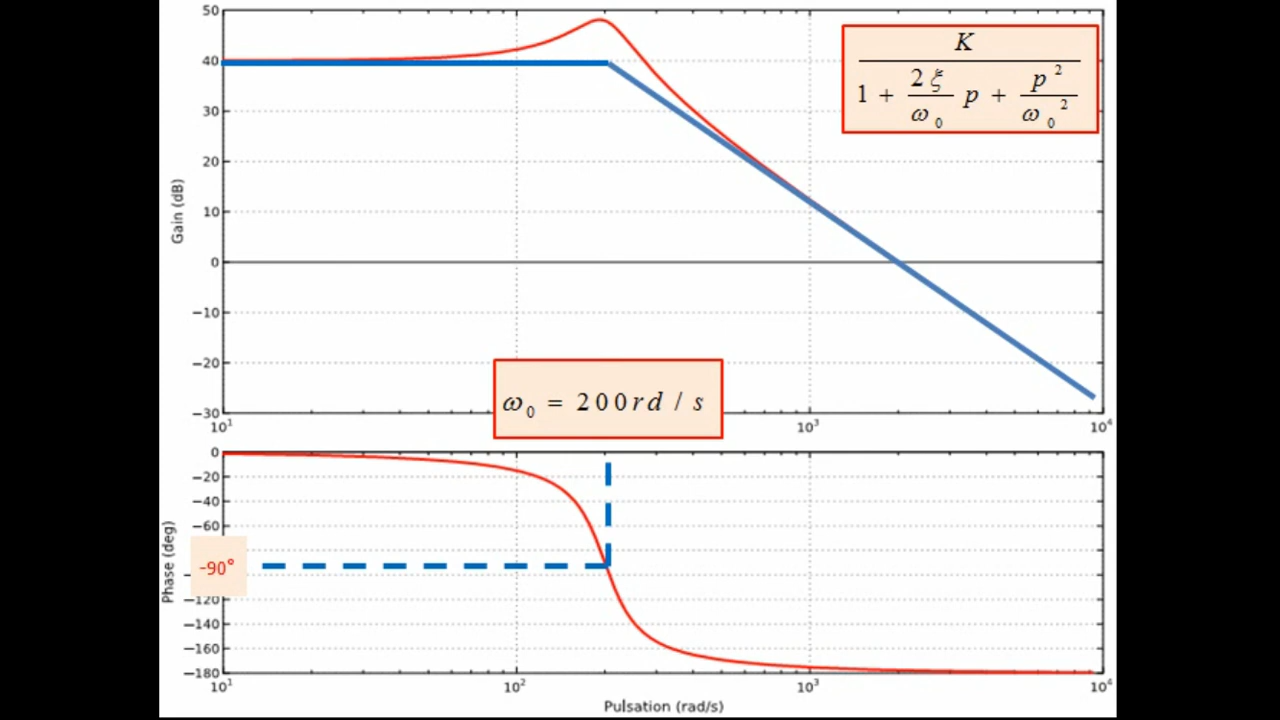 50
40
30
20
10
0
−10
−20
−30
Gain (dB)
10¹ 10³ 10⁴
K
1 + 2ξ/ω₀ p + p²/ω₀²
ω₀ = 200rd / s
0
−20
−40
−60
-90°
−120
−140
−160
−180
Phase (deg)
10¹ 10² 10³ 10⁴
Pulsation (rad/s)